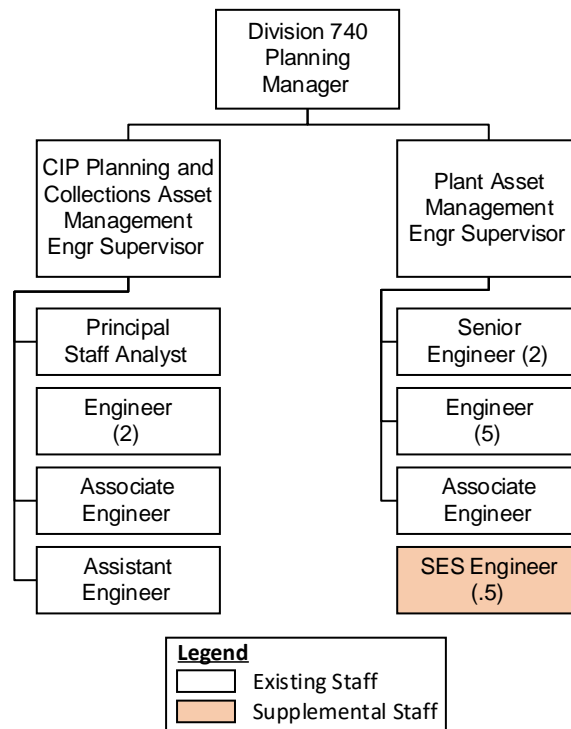 Division 740
Planning
Manager
CIP Planning and
Collections Asset
Management
Engr Supervisor
Principal
Staff Analyst
Engineer
(2)
Associate
Engineer
Assistant
Engineer
Plant Asset
Management
Engr Supervisor
Senior
Engineer (2)
Engineer
(5)
Associate
Engineer
SES Engineer
(.5)
Legend
Existing Staff
Supplemental Staff